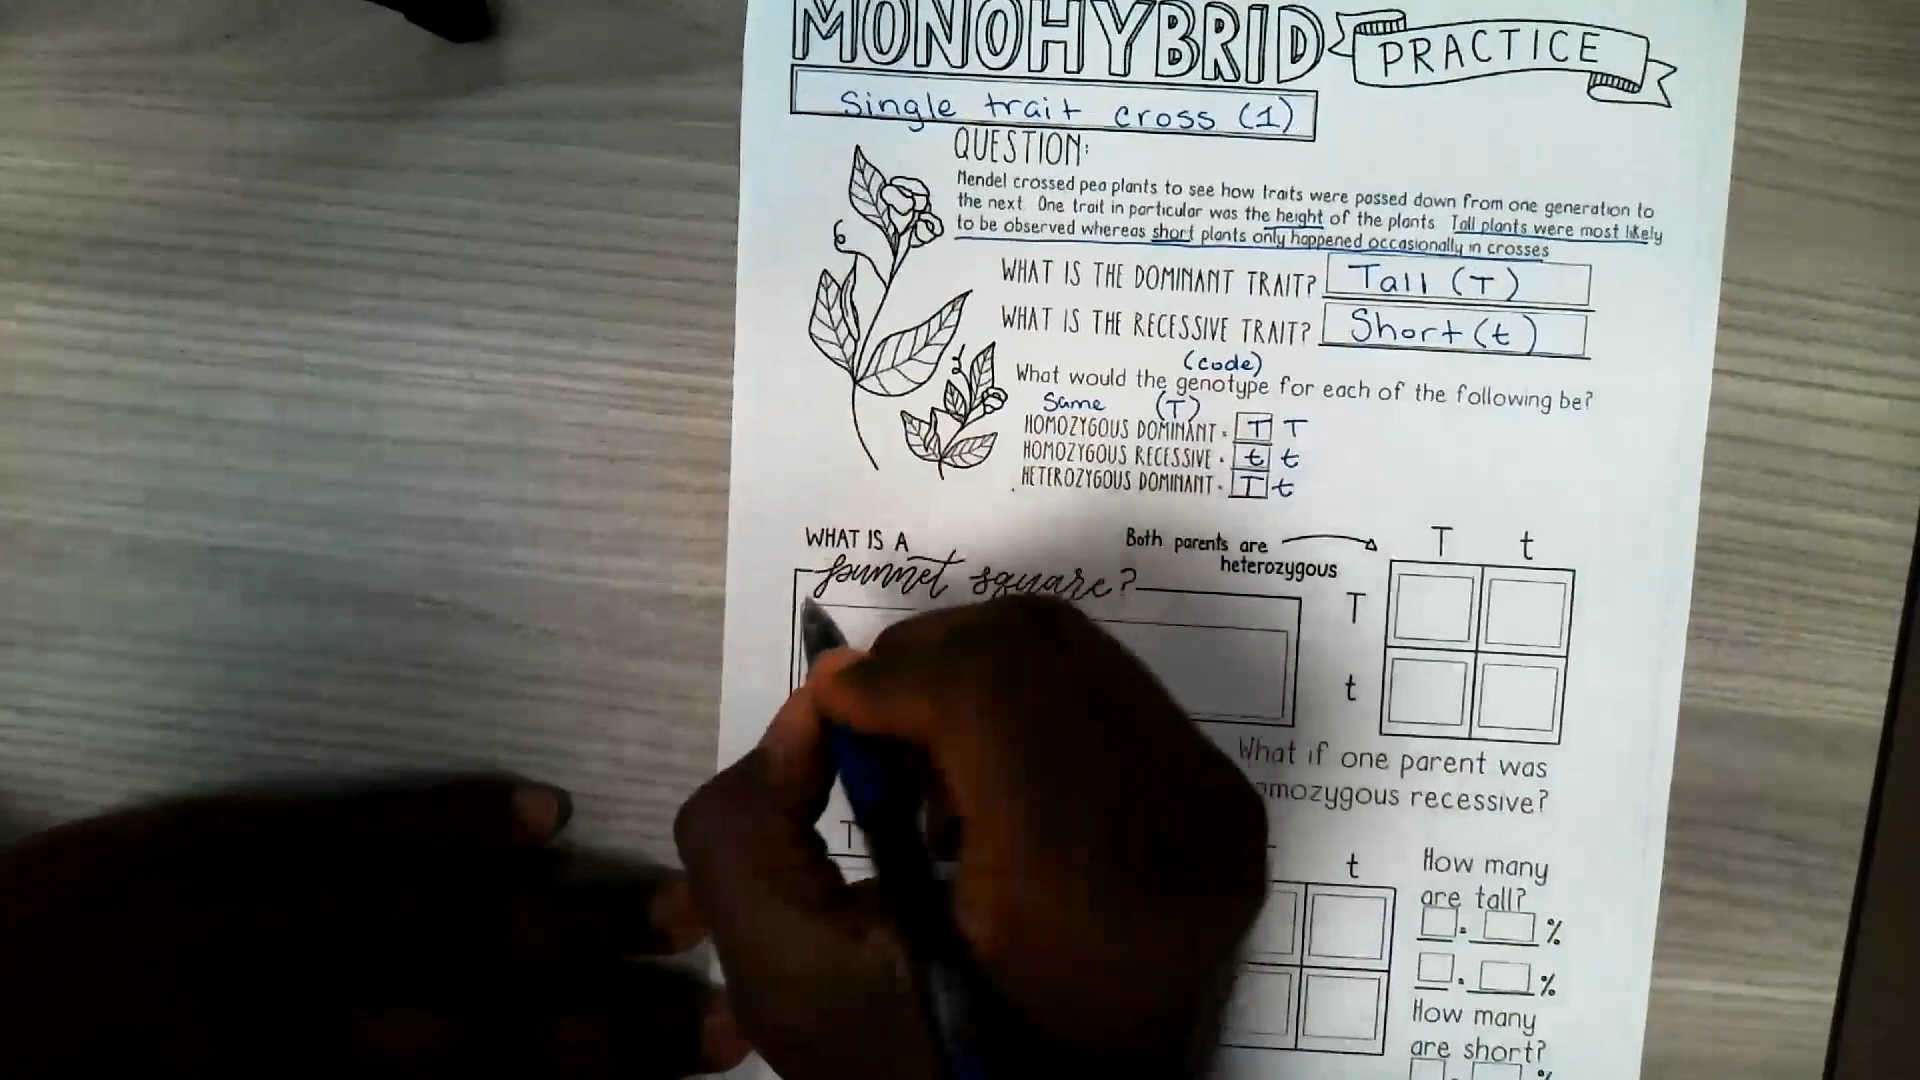 MONOHYBRID PRACTICE
Single trait cross (1)
QUESTION:
Mendel crossed pea plants to see how traits were passed down from one generation to
the next. One trait in particular was the height of the plants. Tall plants were most likely
to be observed whereas short plants only happened occasionally in crosses
WHAT IS THE DOMINANT TRAIT? Tall (T)
WHAT IS THE RECESSIVE TRAIT? Short (t)
(code)
What would the genotype for each of the following be?
Same (T)
HOMOZYGOUS DOMINANT - T T
HOMOZYGOUS RECESSIVE - t t
HETEROZYGOUS DOMINANT - T t
WHAT IS A
punnet square?
Both parents are
heterozygous
T t
T
t
What if one parent was
omozygous recessive?
T
t
How many
are tall?
%
%
How many
are short?
%